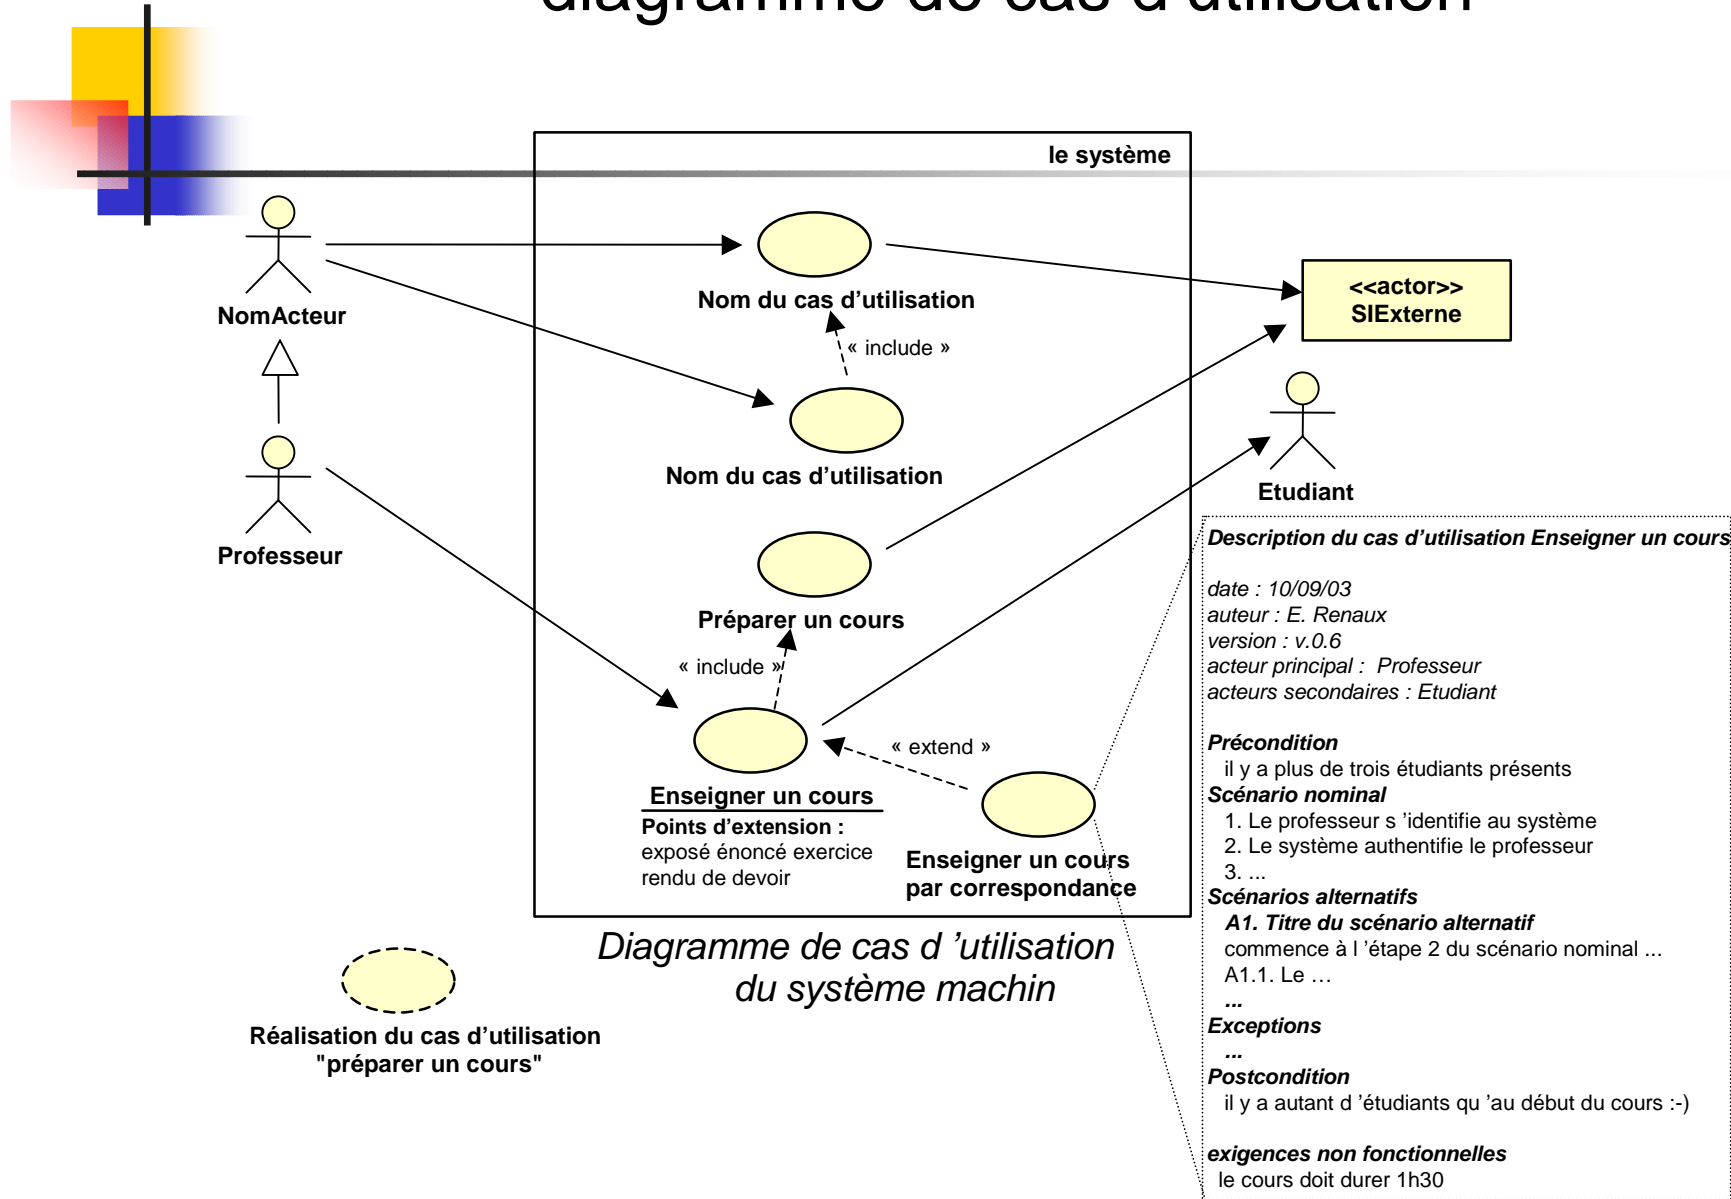 diagramme de cas d'utilisation
le système
NomActeur
Nom du cas d'utilisation
<<actor>>
SIExterne
« include »
Nom du cas d'utilisation
Etudiant
Professeur
Préparer un cours
« include »
« extend »
Enseigner un cours
Points d'extension :
exposé énoncé exercice
rendu de devoir
Enseigner un cours
par correspondance
Diagramme de cas d 'utilisation
du système machin
Réalisation du cas d'utilisation
"préparer un cours"
Description du cas d'utilisation Enseigner un cours
date : 10/09/03
auteur : E. Renaux
version : v.0.6
acteur principal :  Professeur
acteurs secondaires : Etudiant
Précondition
il y a plus de trois étudiants présents
Scénario nominal
1. Le professeur s 'identifie au système
2. Le système authentifie le professeur
3. ...
Scénarios alternatifs
A1. Titre du scénario alternatif
commence à l 'étape 2 du scénario nominal ...
A1.1. Le …
...
Exceptions
...
Postcondition
il y a autant d 'étudiants qu 'au début du cours :-)
exigences non fonctionnelles
le cours doit durer 1h30